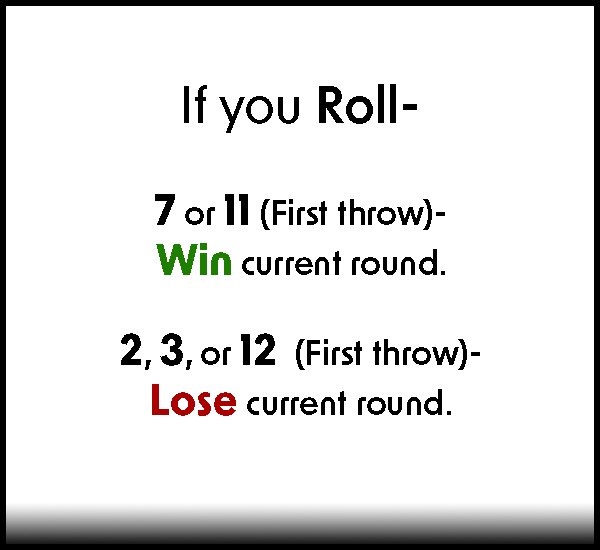 If you Roll-
7 or 11 (First throw)-
Win current round.
2, 3, or 12 (First throw)-
Lose current round.